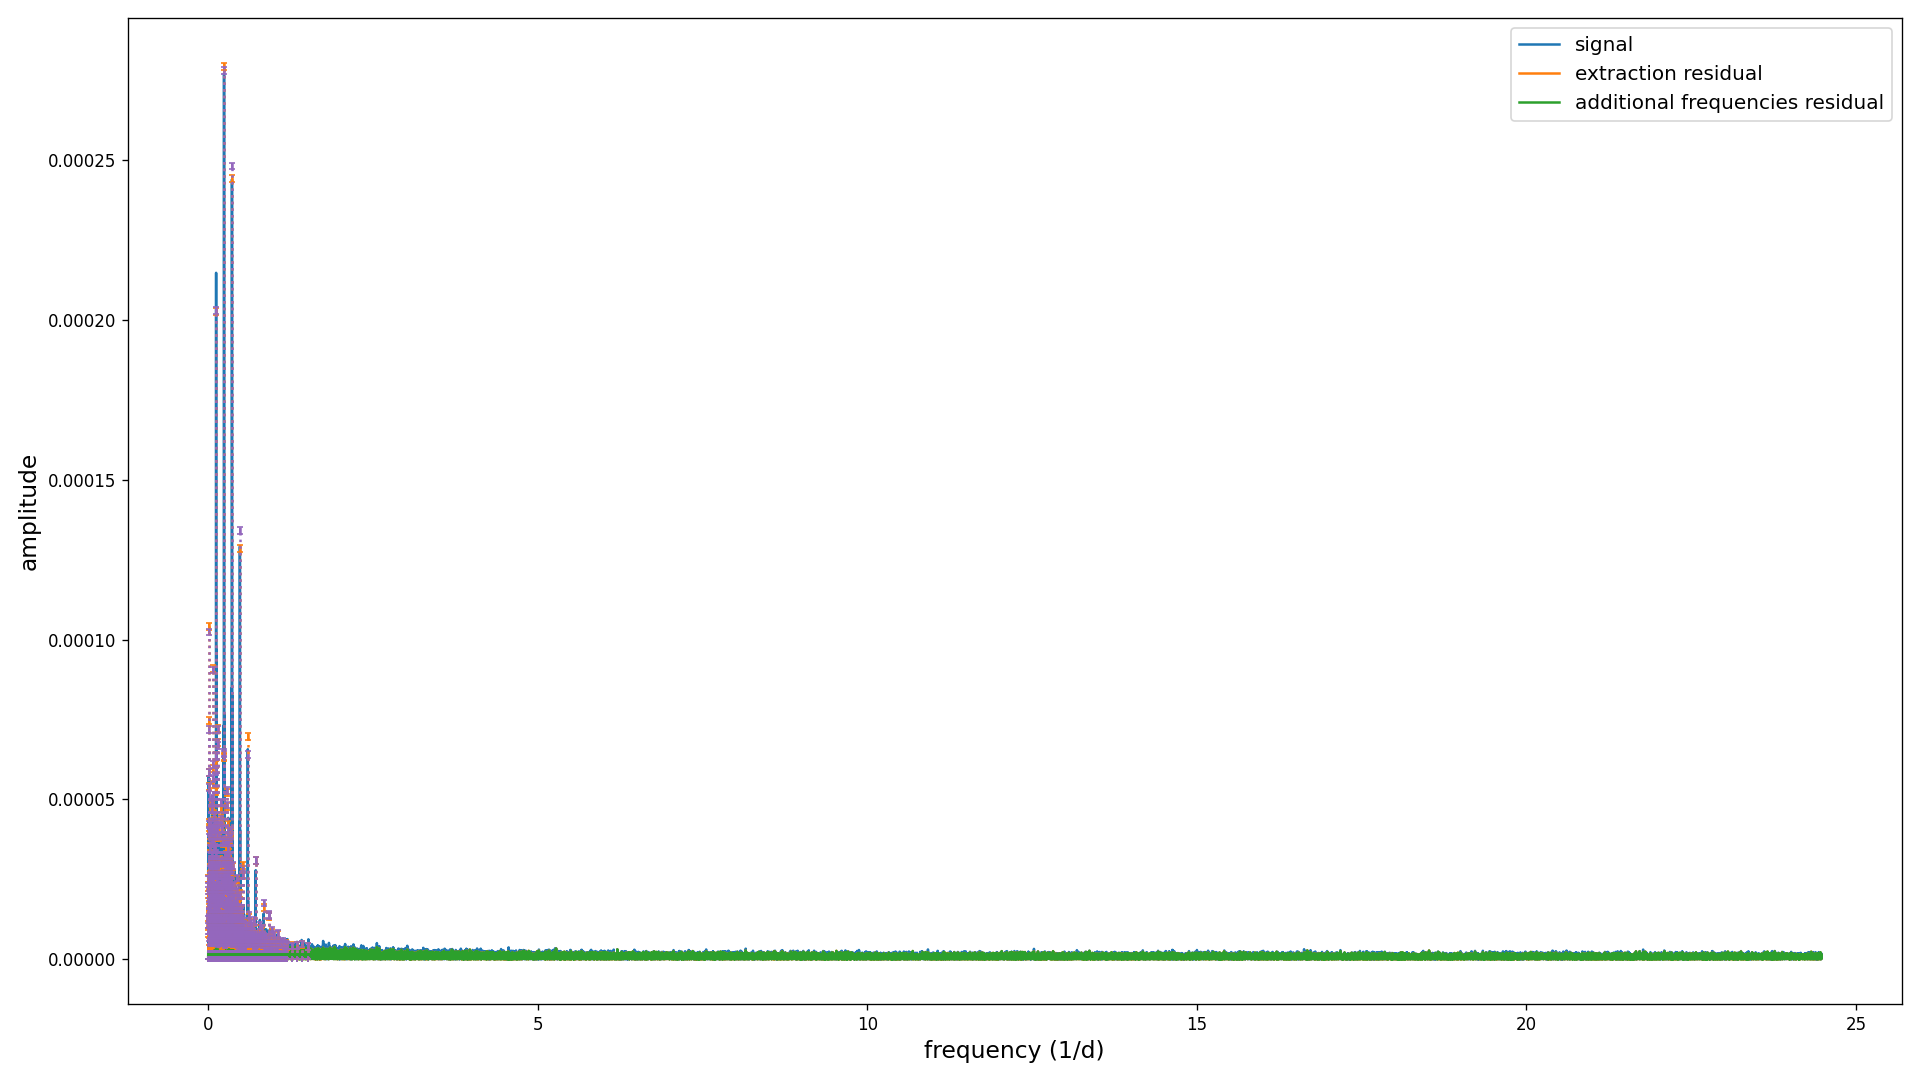 signal
extraction residual
additional frequencies residual
amplitude
0.00025
0.00020
0.00015
0.00010
0.00005
0.00000
0 5 10 15 20 25
frequency (1/d)